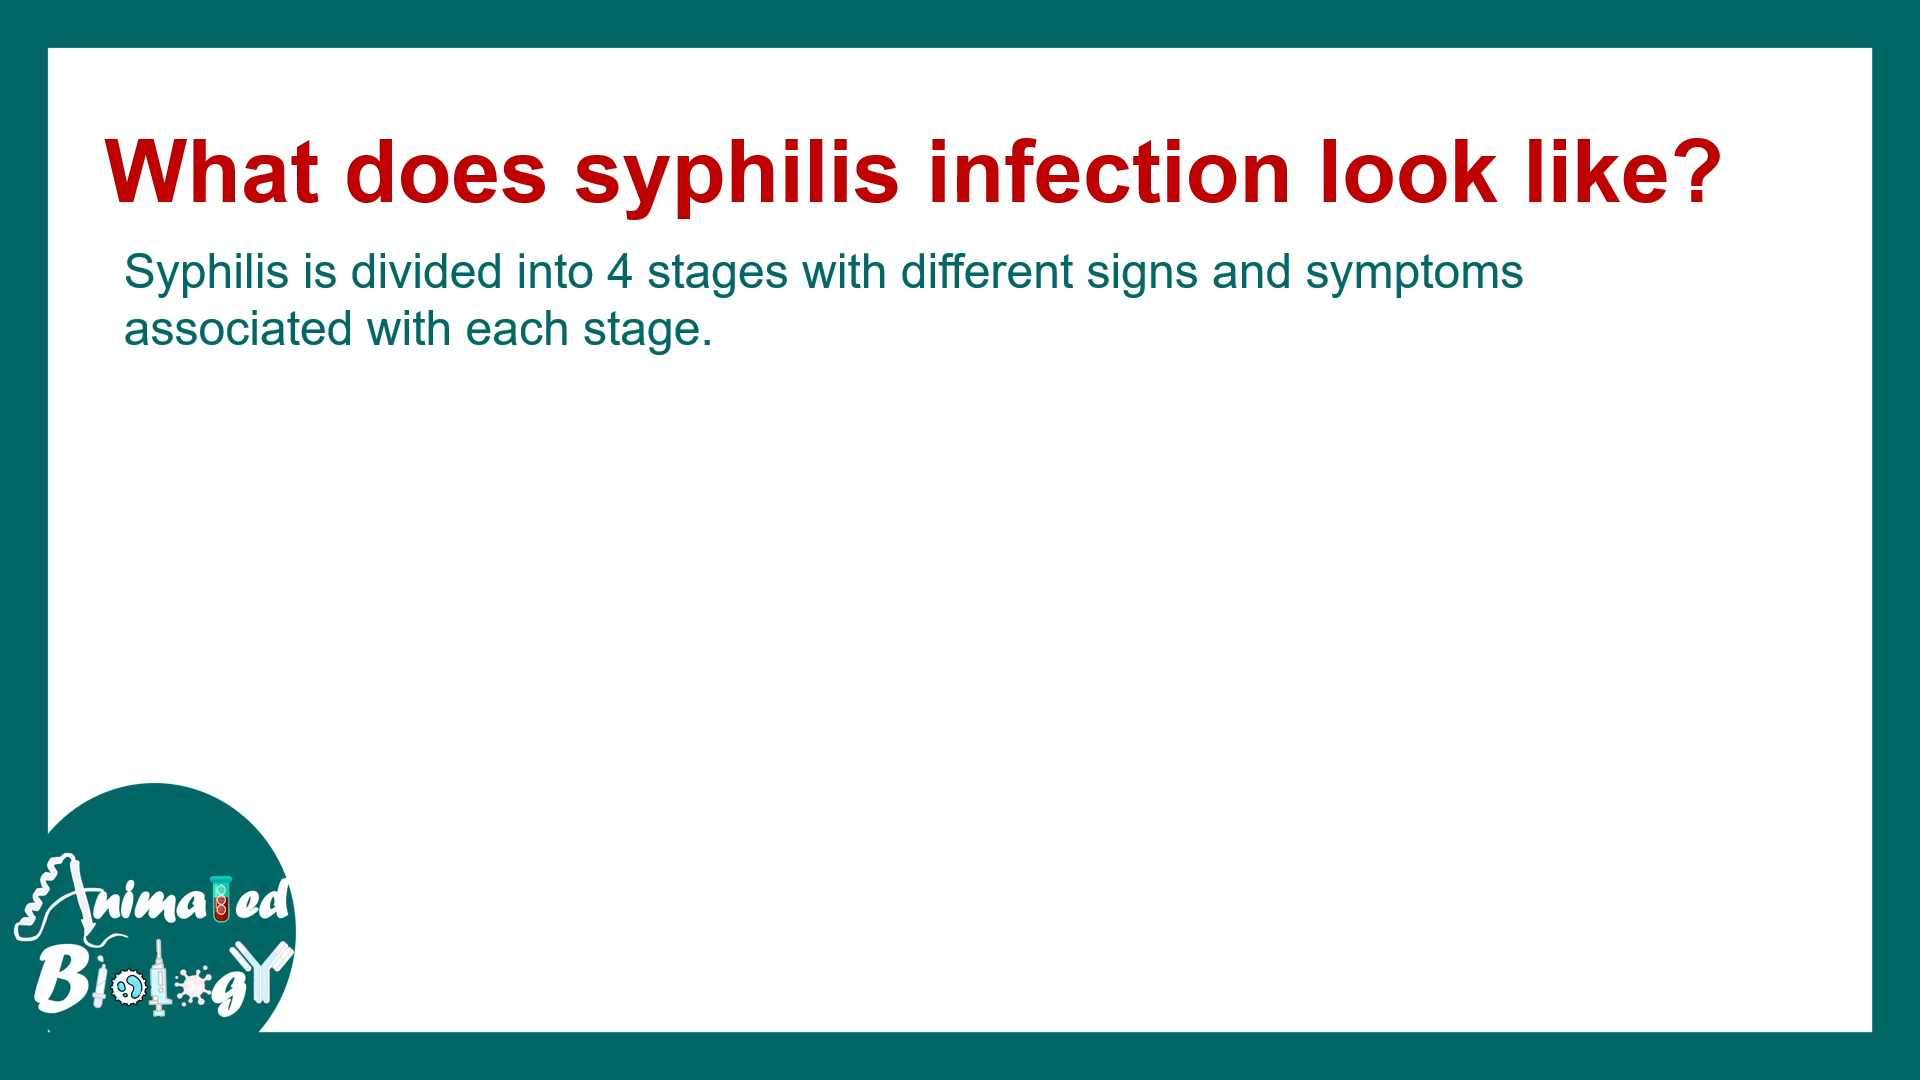 What does syphilis infection look like?
Syphilis is divided into 4 stages with different signs and symptoms
associated with each stage.
Animated
Biology